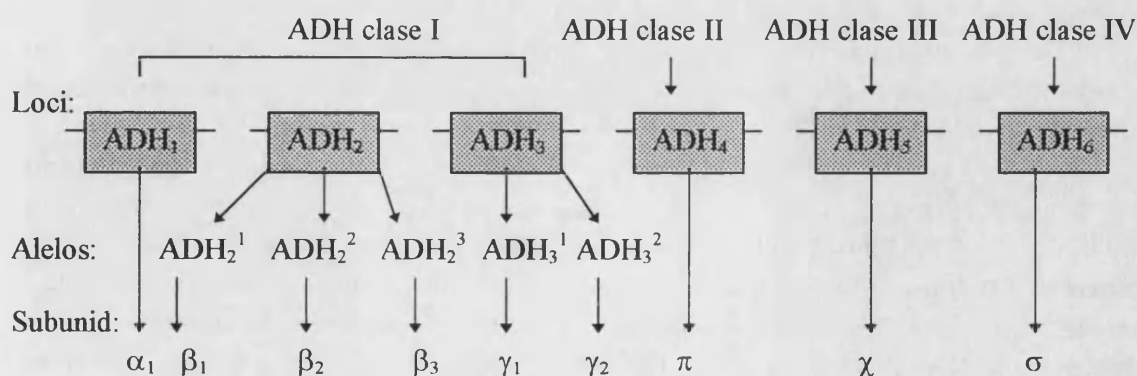 ADH clase I ADH clase II ADH clase III ADH clase IV
Loci:
ADH₁ ADH₂ ADH₃ ADH₄ ADH₅ ADH₆
Alelos: ADH₂¹ ADH₂² ADH₂³ ADH₃¹ ADH₃²
Subunid:
α₁ β₁ β₂ β₃ γ₁ γ₂ π χ σ